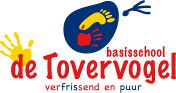 basisschool
de Tovervogel
verfrissend en puur